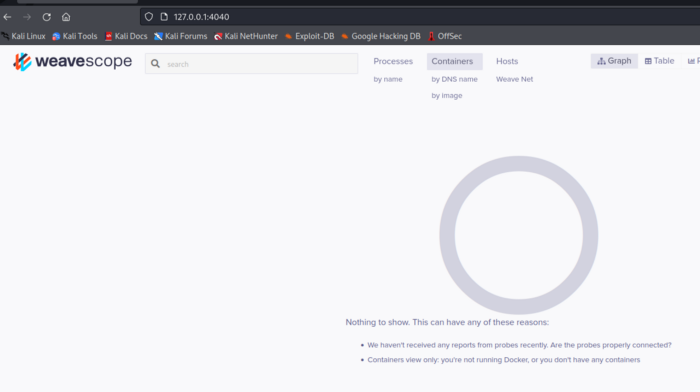 127.0.0.1:4040
Kali Linux Kali Tools Kali Docs Kali Forums Kali NetHunter Exploit-DB Google Hacking DB OffSec
weavescope search Processes Containers Hosts Graph Table
by name by DNS name Weave Net
by image
Nothing to show. This can have any of these reasons:
We haven't received any reports from probes recently. Are the probes properly connected?
Containers view only: you're not running Docker, or you don't have any containers